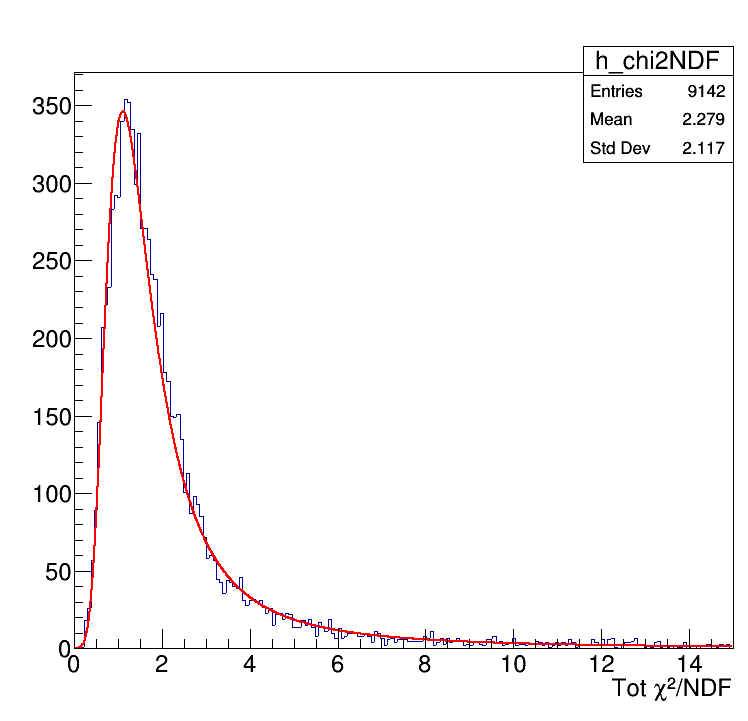 h_chi2NDF
Entries 9142
Mean 2.279
Std Dev 2.117
350
300
250
200
150
100
50
0
0 2 4 6 8 10 12 14
Tot χ²/NDF